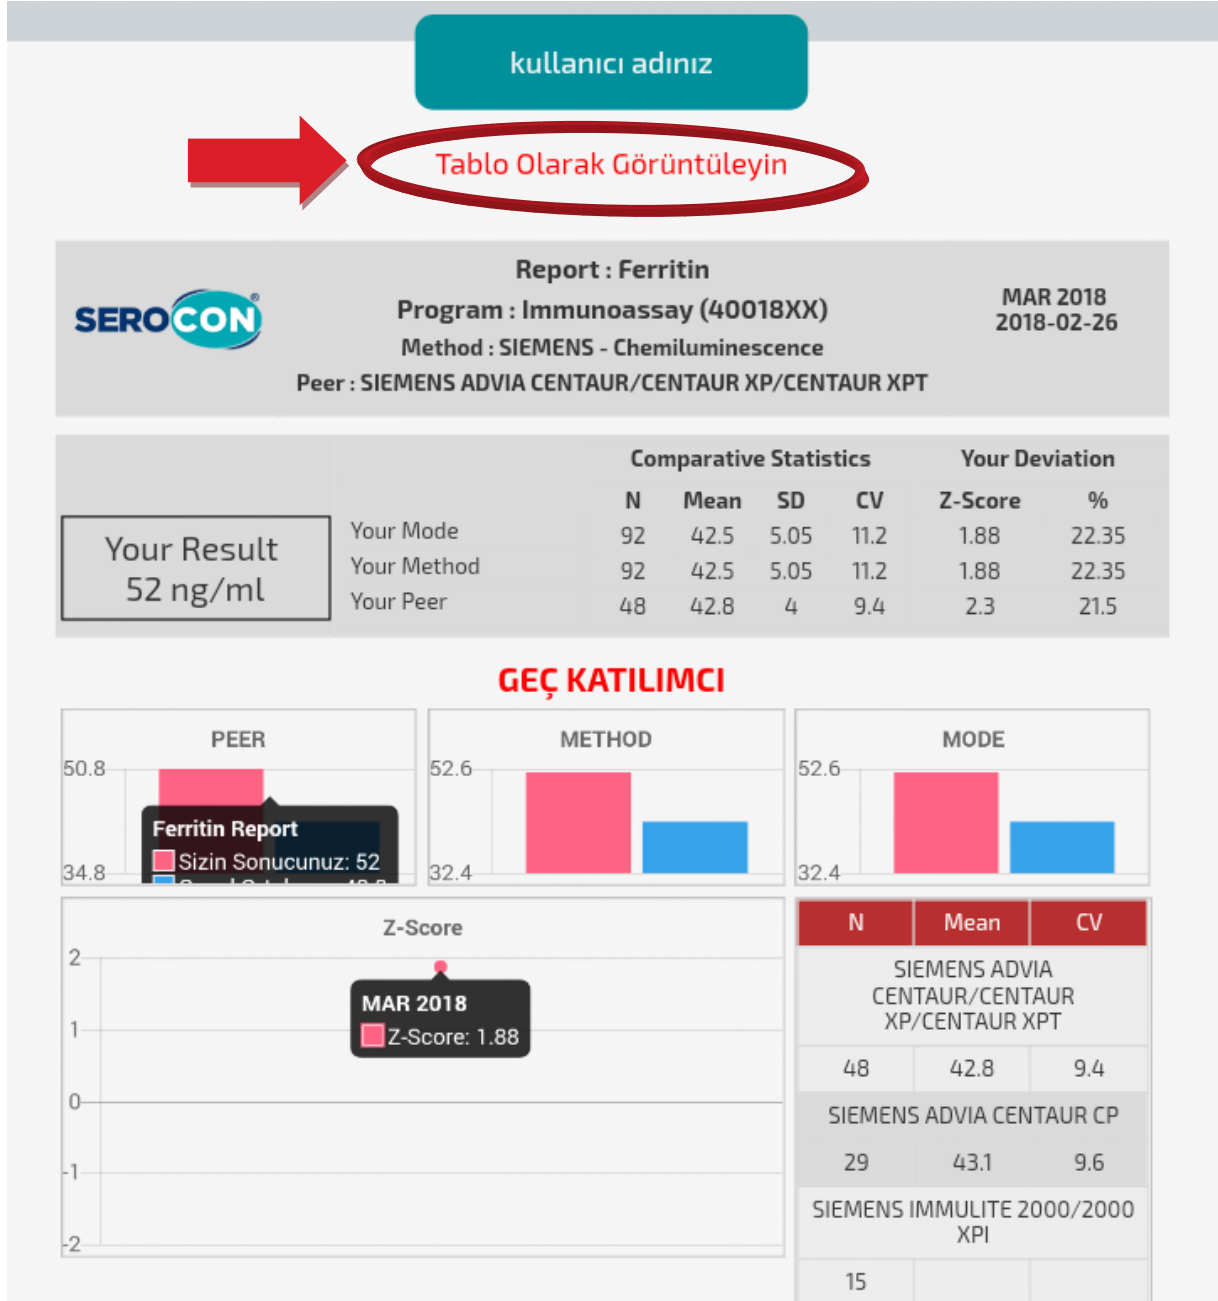 kullanıcı adınız
Tablo Olarak Görüntüleyin
SEROCON®
Report : Ferritin
Program : Immunoassay (40018XX)
Method : SIEMENS - Chemiluminescence
Peer : SIEMENS ADVIA CENTAUR/CENTAUR XP/CENTAUR XPT
MAR 2018
2018-02-26
Comparative Statistics Your Deviation
N Mean SD CV Z-Score %
Your Result
52 ng/ml
Your Mode 92 42.5 5.05 11.2 1.88 22.35
Your Method 92 42.5 5.05 11.2 1.88 22.35
Your Peer 48 42.8 4 9.4 2.3 21.5
GEÇ KATILIMCI
PEER
50.8
34.8
Ferritin Report
Sizin Sonucunuz: 52
METHOD
52.6
32.4
MODE
52.6
32.4
Z-Score
2
1
0
-1
-2
MAR 2018
Z-Score: 1.88
N Mean CV
SIEMENS ADVIA
CENTAUR/CENTAUR
XP/CENTAUR XPT
48 42.8 9.4
SIEMENS ADVIA CENTAUR CP
29 43.1 9.6
SIEMENS IMMULITE 2000/2000
XPI
15